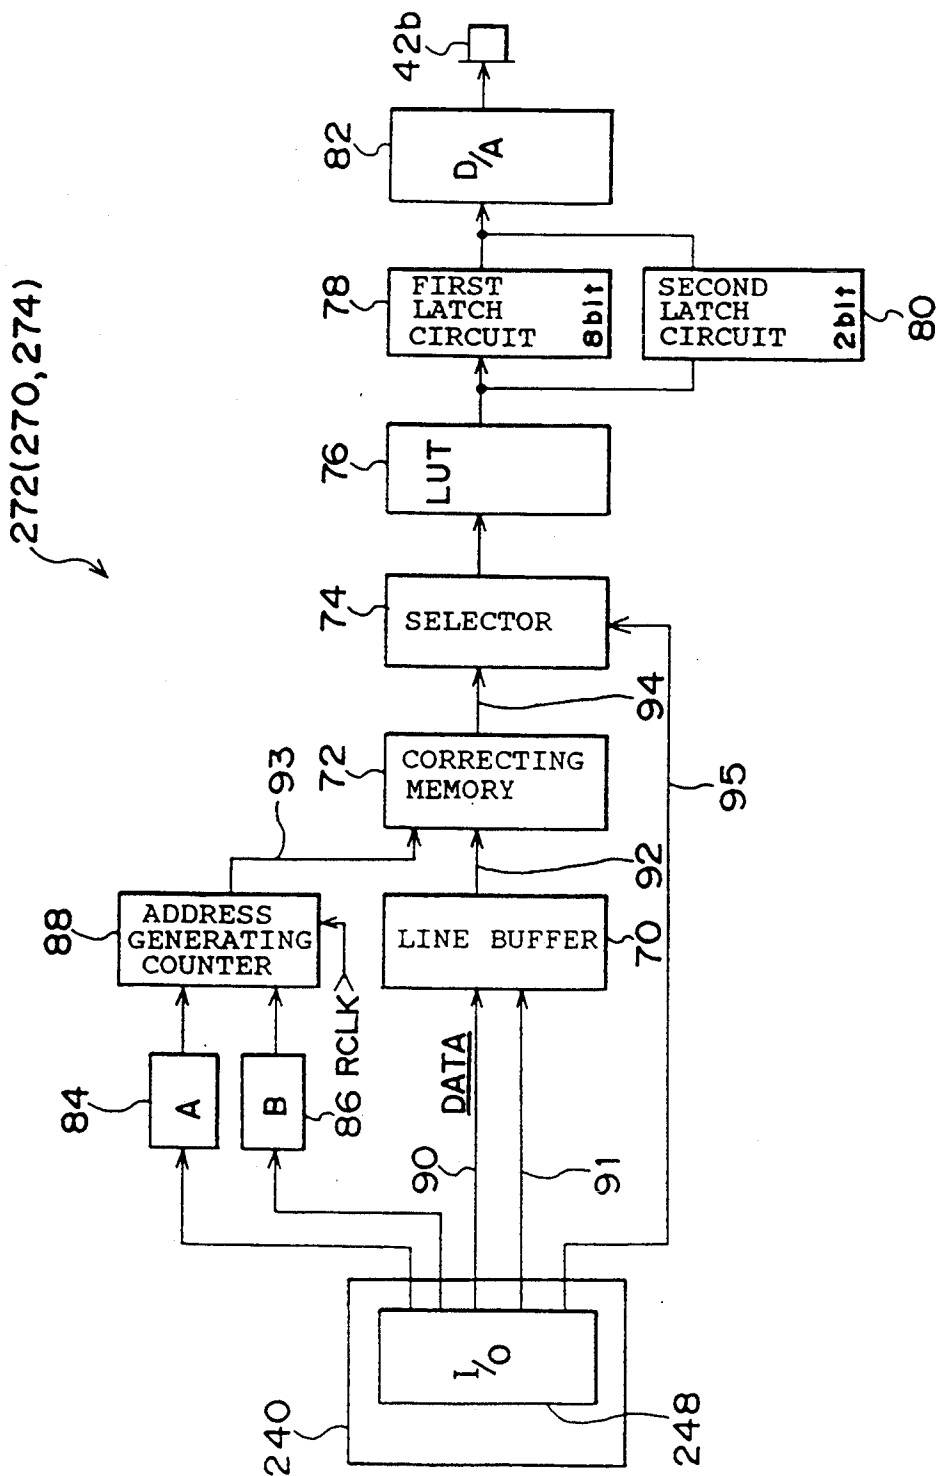 272(270,274)
240
I/O
248
84
A
B
86
RCLK
88
ADDRESS
GENERATING
COUNTER
93
90
DATA
91
LINE BUFFER
70
92
72
CORRECTING
MEMORY
94
95
74
SELECTOR
76
LUT
78
FIRST
LATCH
CIRCUIT
8bit
SECOND
LATCH
CIRCUIT
2bit
80
82
D/A
42b